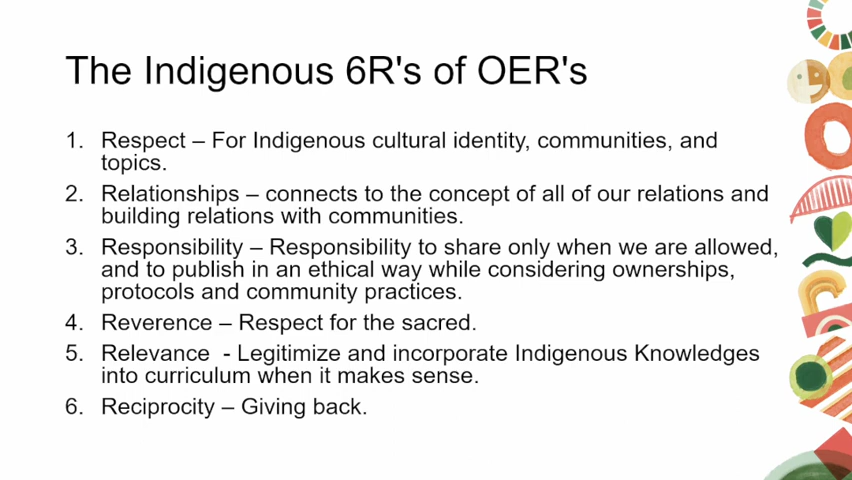 The Indigenous 6R's of OER's
1. Respect – For Indigenous cultural identity, communities, and
topics.
2. Relationships – connects to the concept of all of our relations and
building relations with communities.
3. Responsibility – Responsibility to share only when we are allowed,
and to publish in an ethical way while considering ownerships,
protocols and community practices.
4. Reverence – Respect for the sacred.
5. Relevance  - Legitimize and incorporate Indigenous Knowledges
into curriculum when it makes sense.
6. Reciprocity – Giving back.